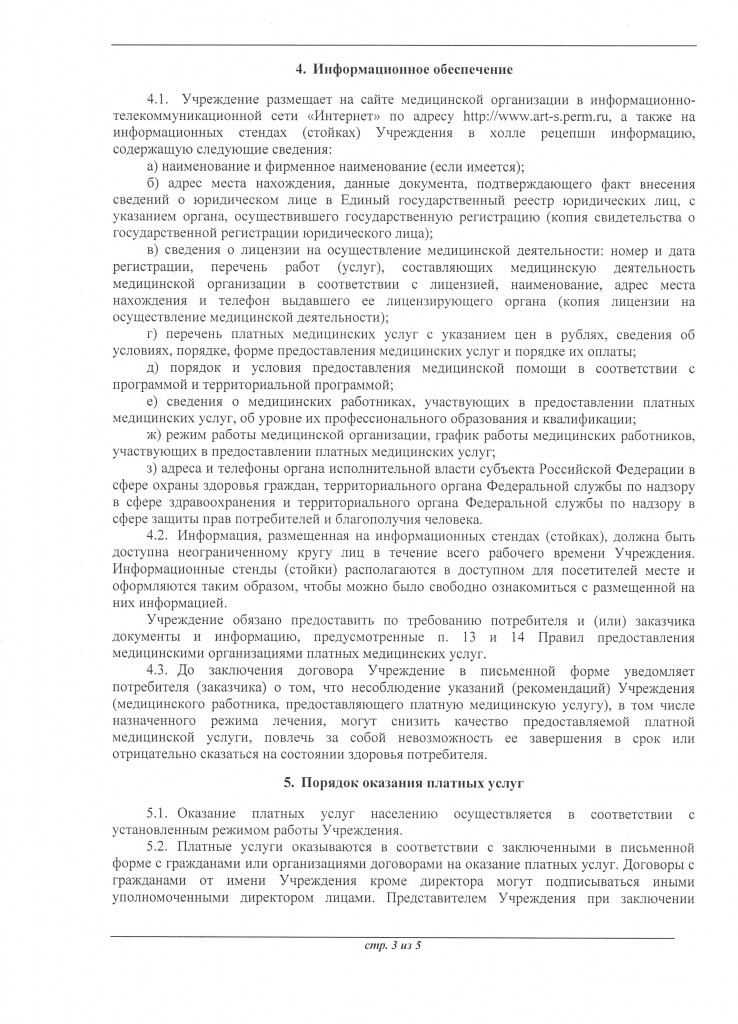 4. Информационное обеспечение
4.1. Учреждение размещает на сайте медицинской организации в информационно-
телекоммуникационной сети «Интернет» по адресу http://www.art-s.perm.ru, а также на
информационных стендах (стойках) Учреждения в холле рецепшн информацию,
содержащую следующие сведения:
а) наименование и фирменное наименование (если имеется);
б) адрес места нахождения, данные документа, подтверждающего факт внесения
сведений о юридическом лице в Единый государственный реестр юридических лиц, с
указанием органа, осуществившего государственную регистрацию (копия свидетельства о
государственной регистрации юридического лица);
в) сведения о лицензии на осуществление медицинской деятельности: номер и дата
регистрации, перечень работ (услуг), составляющих медицинскую деятельность
медицинской организации в соответствии с лицензией, наименование, адрес места
нахождения и телефон выдавшего ее лицензирующего органа (копия лицензии на
осуществление медицинской деятельности);
г) перечень платных медицинских услуг с указанием цен в рублях, сведения об
условиях, порядке, форме предоставления медицинских услуг и порядке их оплаты;
д) порядок и условия предоставления медицинской помощи в соответствии с
программой и территориальной программой;
е) сведения о медицинских работниках, участвующих в предоставлении платных
медицинских услуг, об уровне их профессионального образования и квалификации;
ж) режим работы медицинской организации, график работы медицинских работников,
участвующих в предоставлении платных медицинских услуг;
з) адреса и телефоны органа исполнительной власти субъекта Российской Федерации в
сфере охраны здоровья граждан, территориального органа Федеральной службы по надзору
в сфере здравоохранения и территориального органа Федеральной службы по надзору в
сфере защиты прав потребителей и благополучия человека.
4.2. Информация, размещенная на информационных стендах (стойках), должна быть
доступна неограниченному кругу лиц в течение всего рабочего времени Учреждения.
Информационные стенды (стойки) располагаются в доступном для посетителей месте и
оформляются таким образом, чтобы можно было свободно ознакомиться с размещенной на
них информацией.
Учреждение обязано предоставить по требованию потребителя и (или) заказчика
документы и информацию, предусмотренные п. 13 и 14 Правил предоставления
медицинскими организациями платных медицинских услуг.
4.3. До заключения договора Учреждение в письменной форме уведомляет
потребителя (заказчика) о том, что несоблюдение указаний (рекомендаций) Учреждения
(медицинского работника, предоставляющего платную медицинскую услугу), в том числе
назначенного режима лечения, могут снизить качество предоставляемой платной
медицинской услуги, повлечь за собой невозможность ее завершения в срок или
отрицательно сказаться на состоянии здоровья потребителя.
5. Порядок оказания платных услуг
5.1. Оказание платных услуг населению осуществляется в соответствии с
установленным режимом работы Учреждения.
5.2. Платные услуги оказываются в соответствии с заключенными в письменной
форме с гражданами или организациями договорами на оказание платных услуг. Договоры с
гражданами от имени Учреждения кроме директора могут подписываться иными
уполномоченными директором лицами. Представителем Учреждения при заключении
стр. 3 из 5